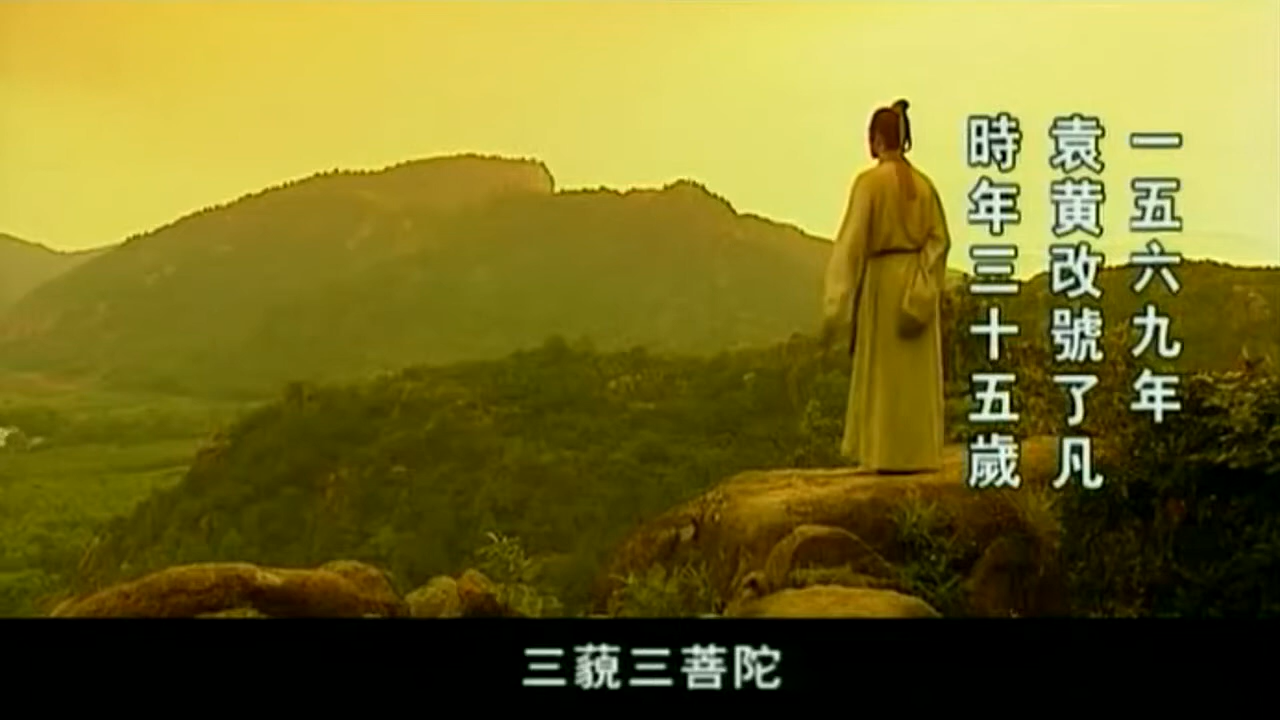 一五六九年
袁黄改號了凡
時年三十五歲
三藐三菩陀